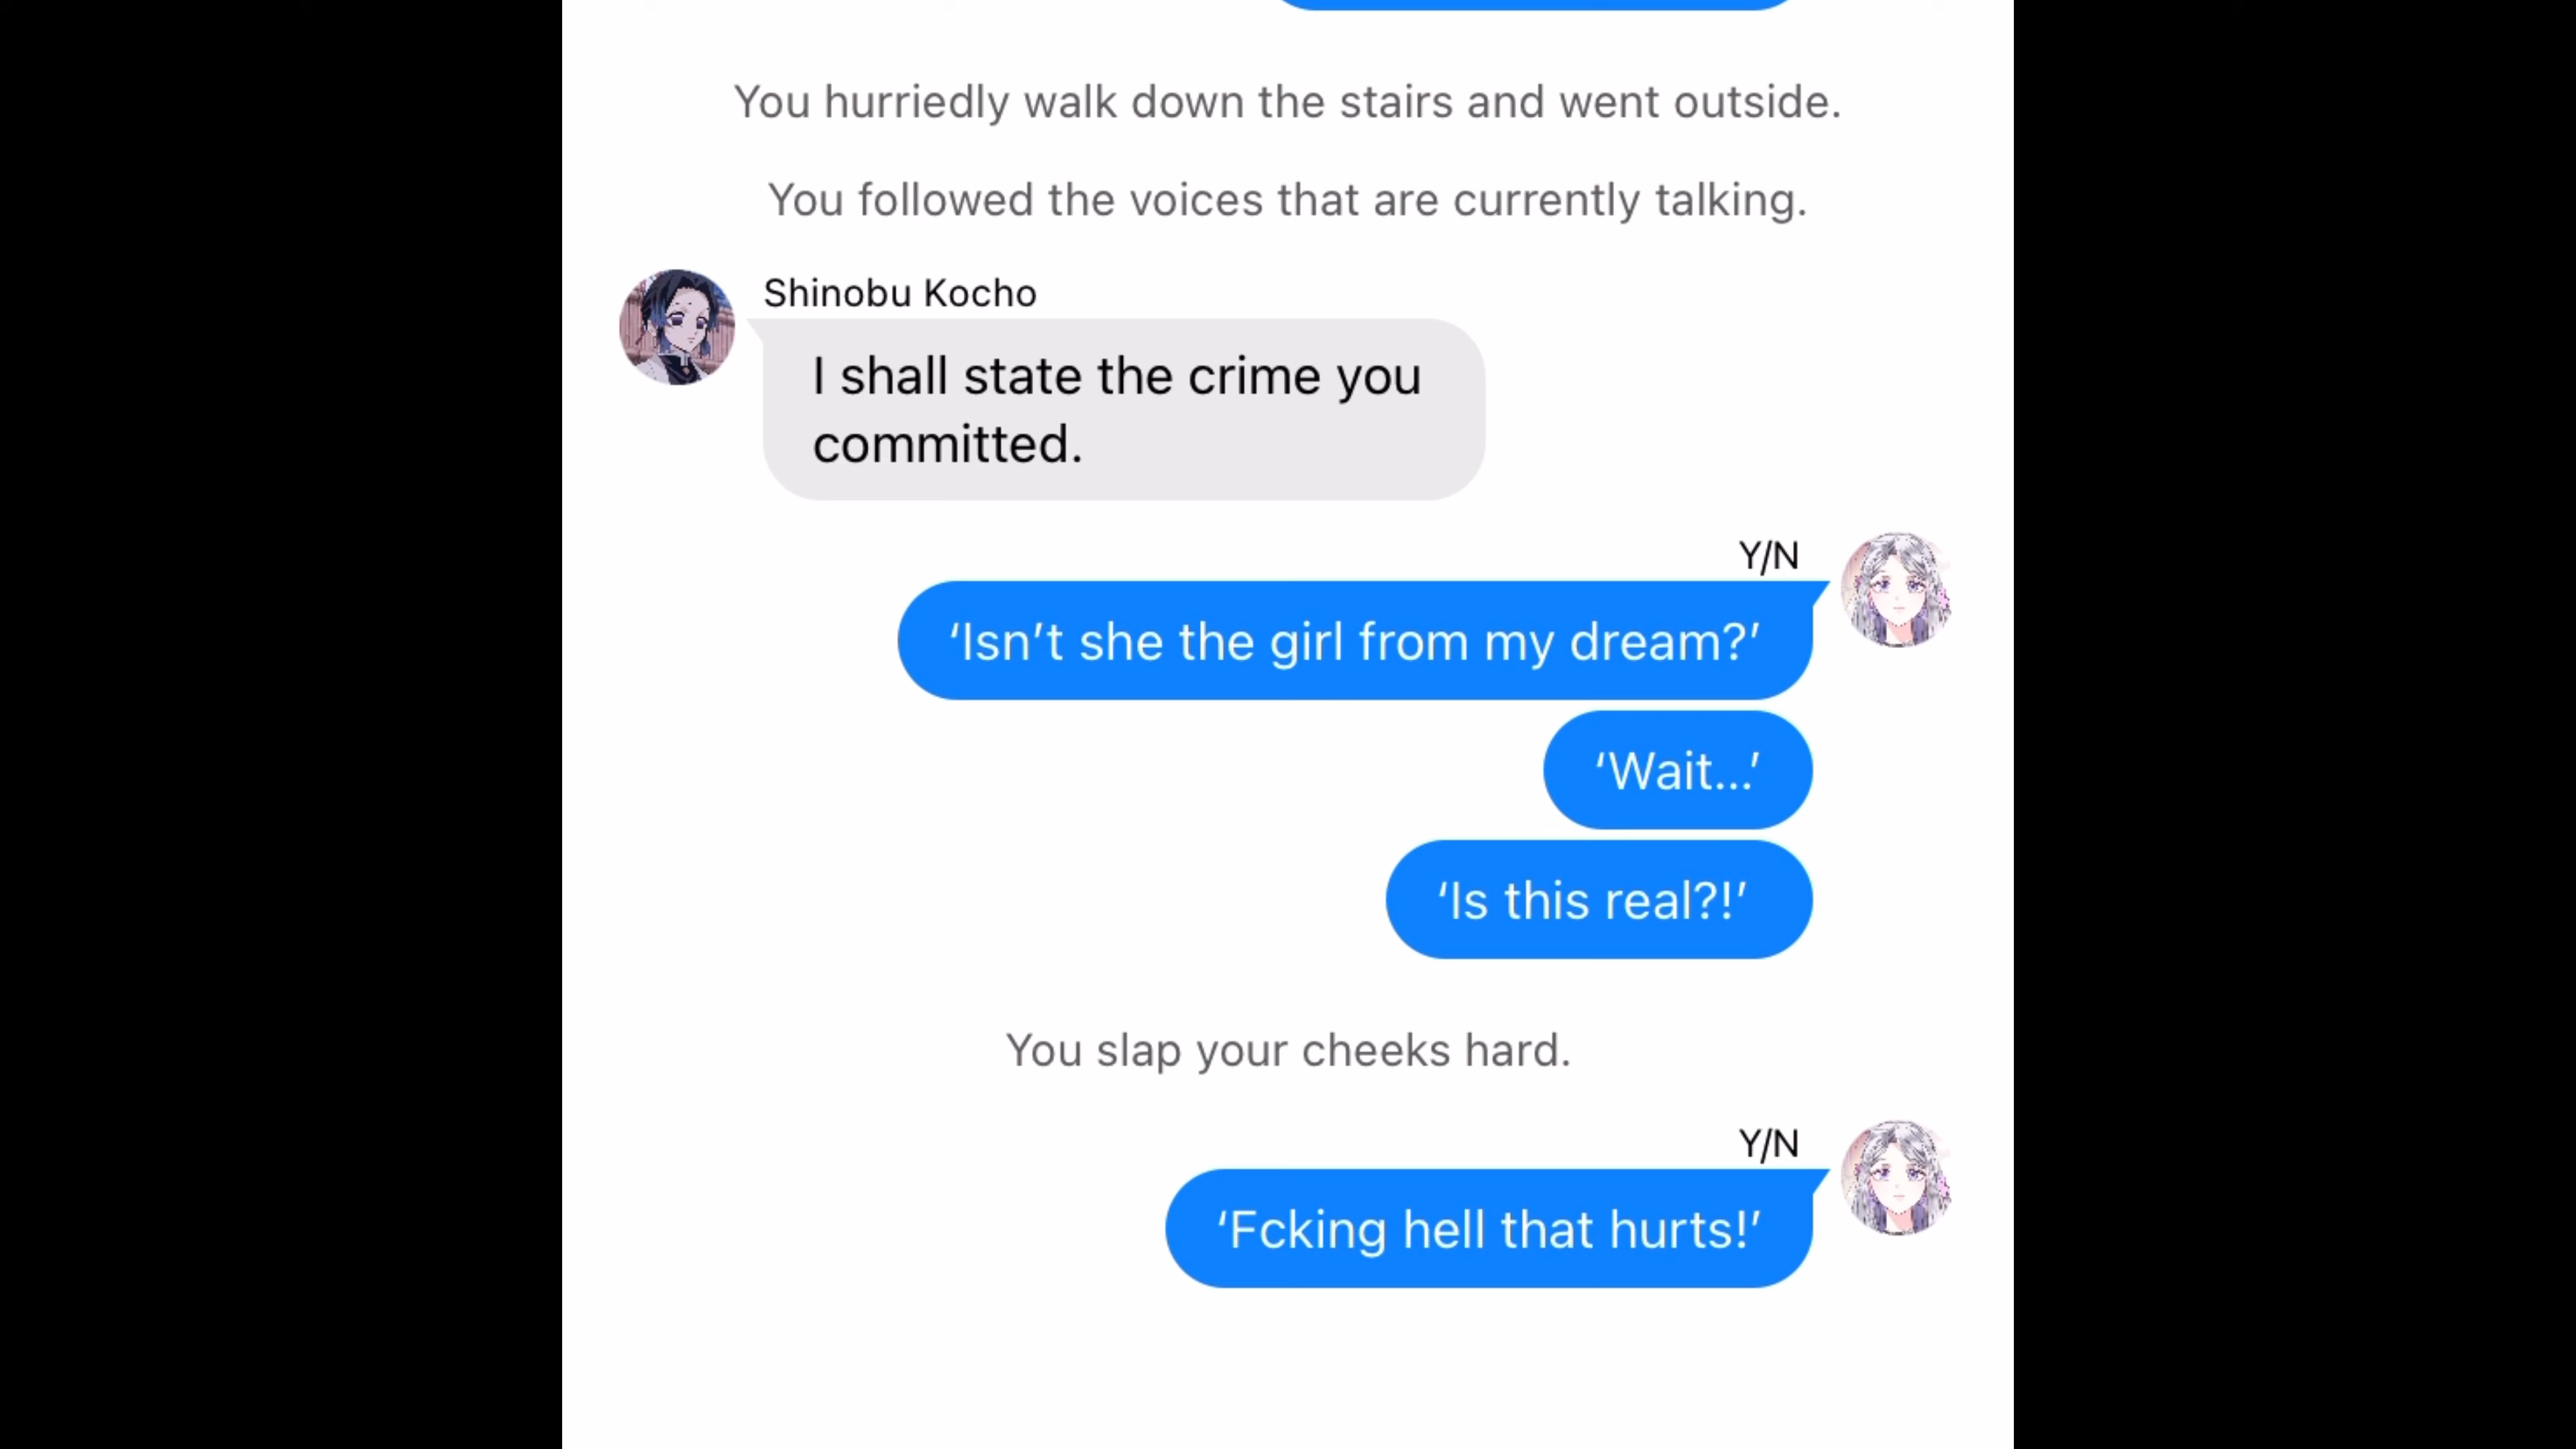 You hurriedly walk down the stairs and went outside.
You followed the voices that are currently talking.
Shinobu Kocho
I shall state the crime you
committed.
Y/N
‘Isn’t she the girl from my dream?’
‘Wait...’
‘Is this real?!’
You slap your cheeks hard.
Y/N
‘Fcking hell that hurts!’